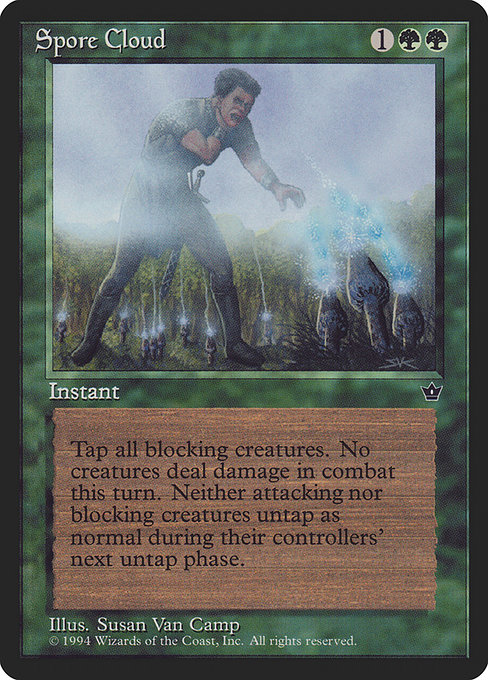 Spore Cloud 1
SK
Instant
Tap all blocking creatures. No
creatures deal damage in combat
this turn. Neither attacking nor
blocking creatures untap as
normal during their controllers'
next untap phase.
Illus. Susan Van Camp
© 1994 Wizards of the Coast, Inc. All rights reserved.